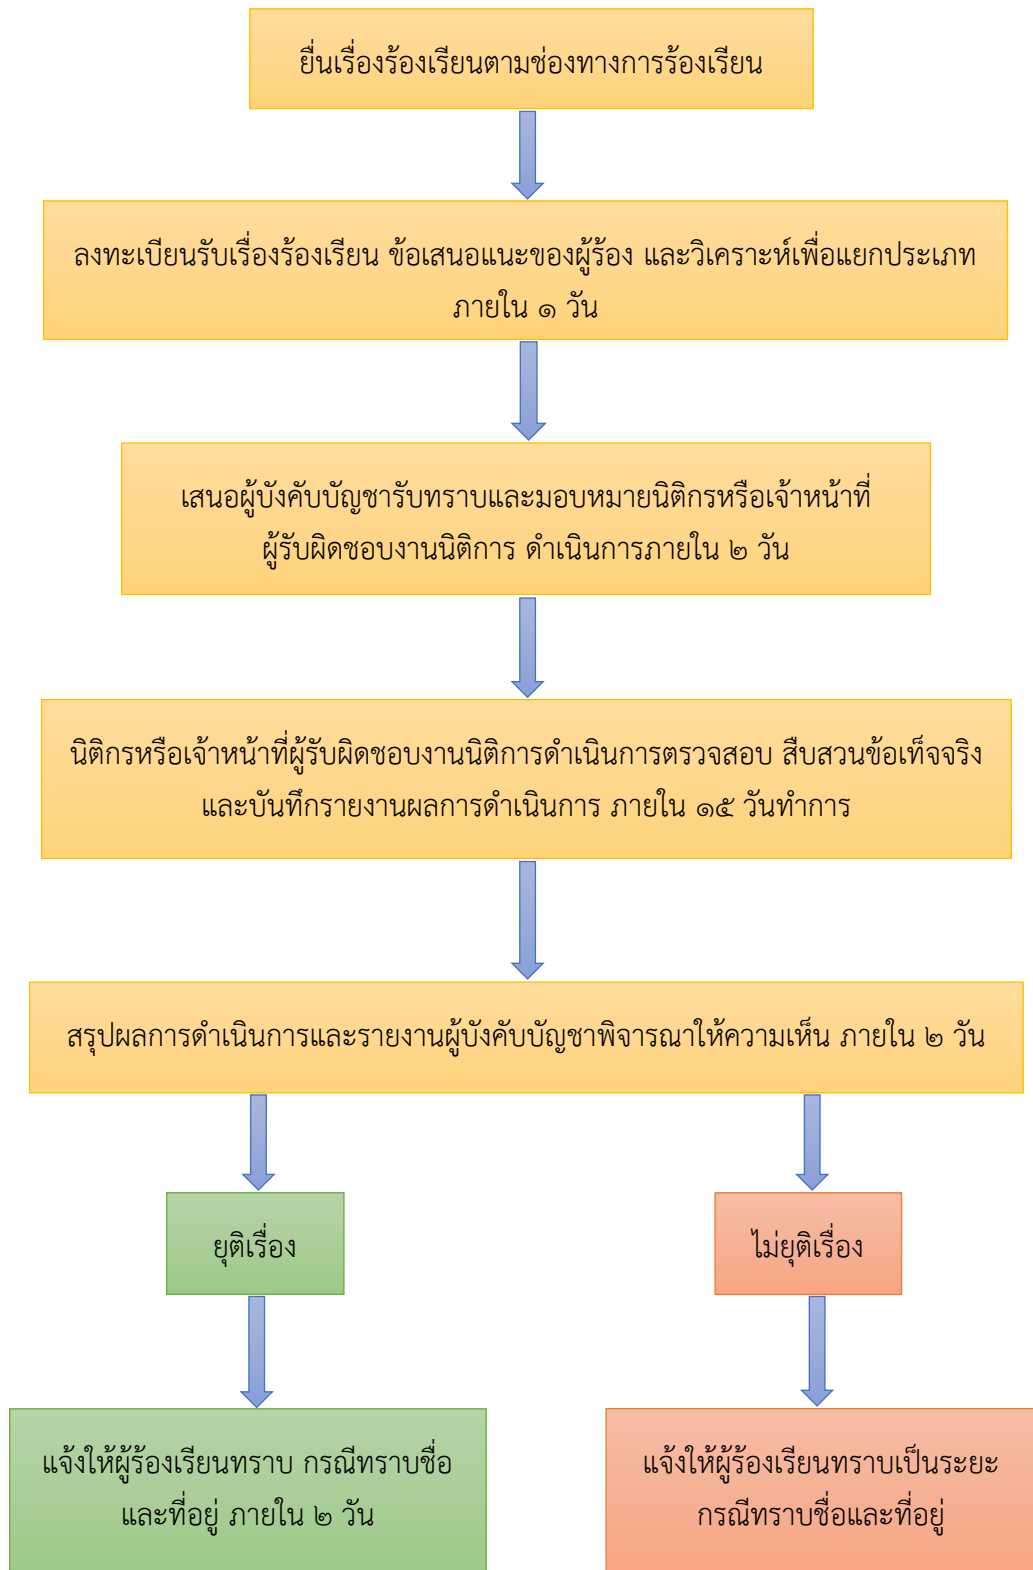 ยื่นเรื่องร้องเรียนตามช่องทางการร้องเรียน
ลงทะเบียนรับเรื่องร้องเรียน ข้อเสนอแนะของผู้ร้อง และวิเคราะห์เพื่อแยกประเภท
ภายใน ๑ วัน
เสนอผู้บังคับบัญชารับทราบและมอบหมายนิติกรหรือเจ้าหน้าที่
ผู้รับผิดชอบงานนิติการ ดำเนินการภายใน ๒ วัน
นิติกรหรือเจ้าหน้าที่ผู้รับผิดชอบงานนิติการดำเนินการตรวจสอบ สืบสวนข้อเท็จจริง
และบันทึกรายงานผลการดำเนินการ ภายใน ๑๕ วันทำการ
สรุปผลการดำเนินการและรายงานผู้บังคับบัญชาพิจารณาให้ความเห็น ภายใน ๒ วัน
ยุติเรื่อง
ไม่ยุติเรื่อง
แจ้งให้ผู้ร้องเรียนทราบ กรณีทราบชื่อ
และที่อยู่ ภายใน ๒ วัน
แจ้งให้ผู้ร้องเรียนทราบเป็นระยะ
กรณีทราบชื่อและที่อยู่